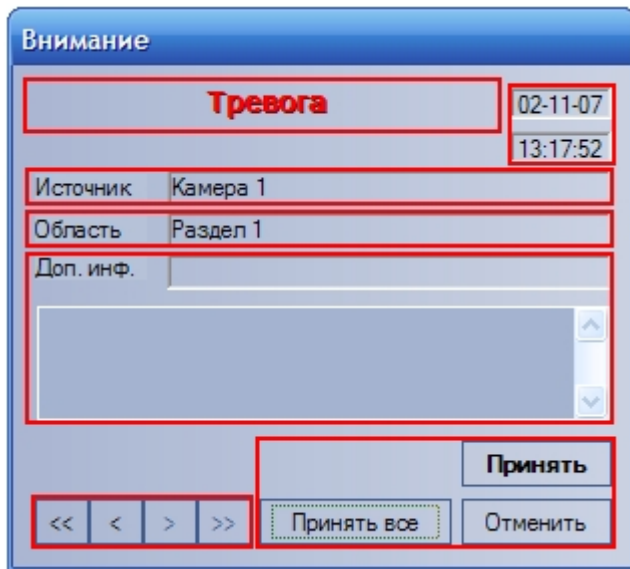 Внимание
Тревога
02-11-07
13:17:52
Источник Камера 1
Область Раздел 1
Доп. инф.
Принять
<< < > >> Принять все Отменить